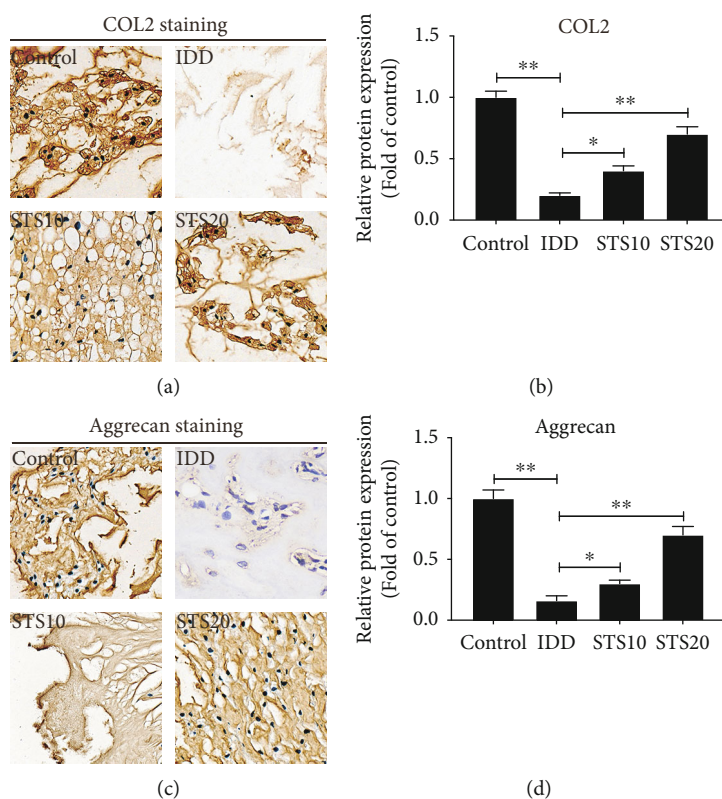 COL2 staining
Control
IDD
STS10
STS20
(a)
COL2
Relative protein expression
(Fold of control)
1.5
1.0
0.5
0.0
**
**
*
Control IDD STS10 STS20
(b)
Aggrecan staining
Control
IDD
STS10
STS20
(c)
Aggrecan
Relative protein expression
(Fold of control)
1.5
1.0
0.5
0.0
**
**
*
Control IDD STS10 STS20
(d)